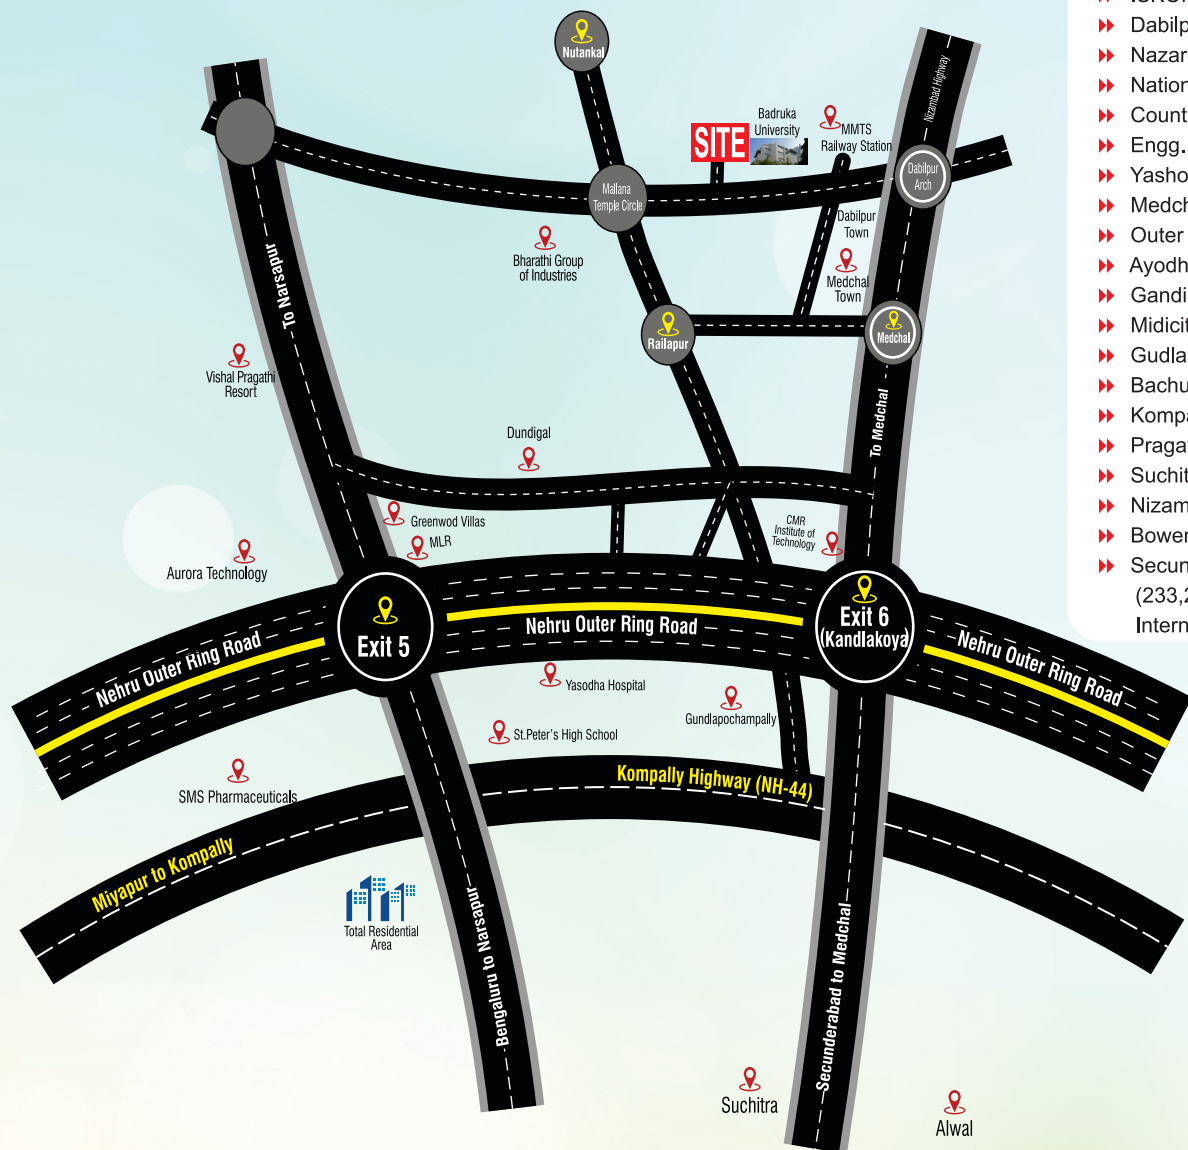 Nutankal
Nizambad Highway
SITE
Badruka
University
MMTS
Railway Station
Dabilpur
Arch
Mallana
Temple Circle
Dabilpur
Town
Medchal
Town
Bharathi Group
of Industries
To Narsapur
Railapur
Medchal
Vishal Pragathi
Resort
To Medchal
Dundigal
Greenwod Villas
MLR
CMR
Institute of
Technology
Aurora Technology
Exit 5
Exit 6
(Kandlakoya)
Nehru Outer Ring Road
Nehru Outer Ring Road
Nehru Outer Ring Road
Yasodha Hospital
Gundlapochampally
St.Peter's High School
SMS Pharmaceuticals
Kompally Highway (NH-44)
Miyapur to Kompally
Total Residential
Area
Bengaluru to Narsapur
Secunderabad to Medchal
Suchitra
Alwal
Dabilp
Nazar
Nation
Count
Engg.
Yasho
Medch
Outer
Ayodh
Gandi
Midicit
Gudla
Bachu
Kompa
Pragat
Suchit
Nizam
Bower
Secun
(233,2
Intern